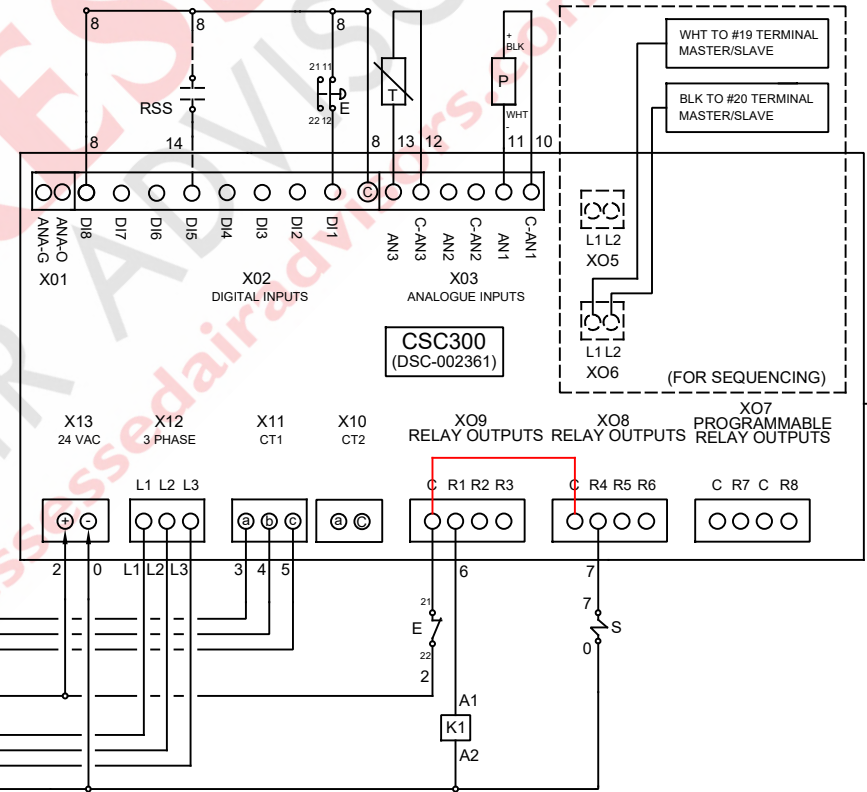 8
8
8
WHT TO #19 TERMINAL
MASTER/SLAVE
BLK TO #20 TERMINAL
MASTER/SLAVE
+
BLK
21 11
RSS
E
T
P
22 12
WHT
-
8
14
8
13
12
11
10
C
ANA-G
ANA-O
DI8
DI7
DI6
DI5
DI4
DI3
DI2
DI1
AN3
C-AN3
AN2
C-AN2
AN1
C-AN1
L1 L2
XO5
X01
X02
DIGITAL INPUTS
X03
ANALOGUE INPUTS
CSC300
(DSC-002361)
L1 L2
XO6
(FOR SEQUENCING)
X13
24 VAC
X12
3 PHASE
X11
CT1
X10
CT2
XO9
RELAY OUTPUTS
XO8
RELAY OUTPUTS
XO7
PROGRAMMABLE
RELAY OUTPUTS
L1 L2 L3
C R1 R2 R3
C R4 R5 R6
C R7 C R8
+ -
a b c
a C
2
0
L1
L2
L3
3
4
5
6
7
21
E
22
2
7
S
0
A1
K1
A2
assessedairadvisors.com